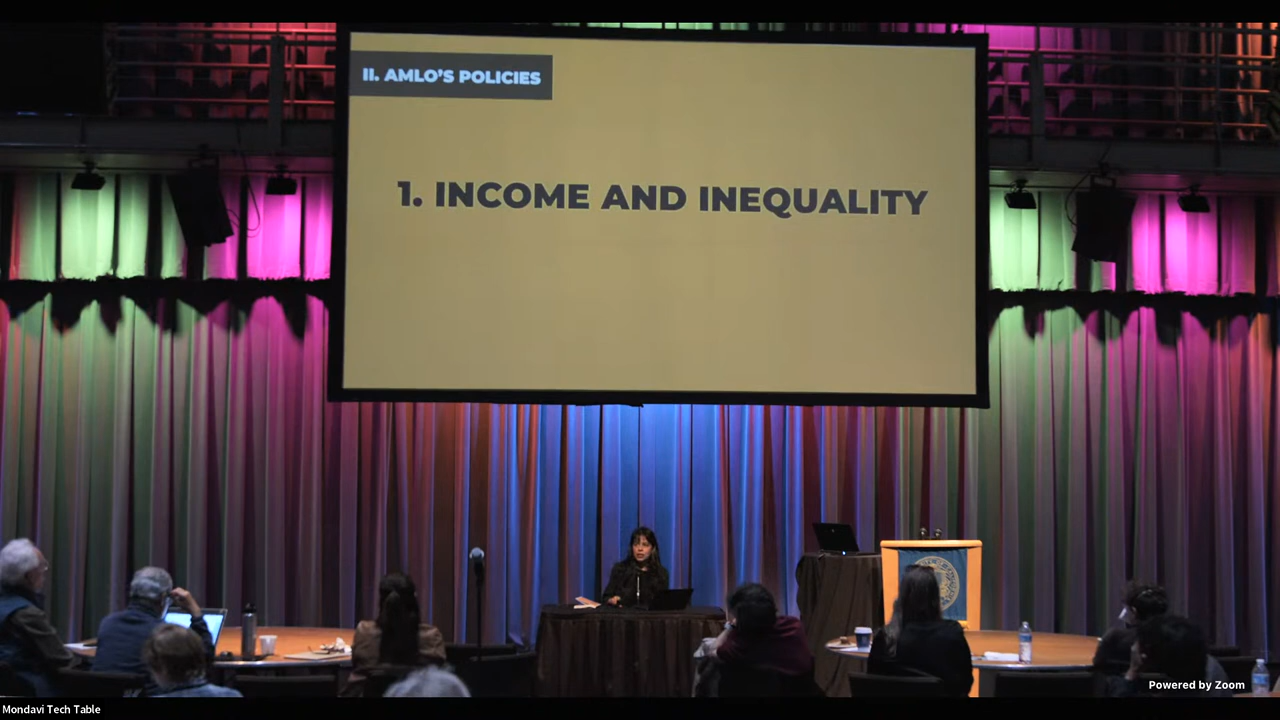 II. AMLO'S POLICIES
1. INCOME AND INEQUALITY
Powered by Zoom
Mondavi Tech Table